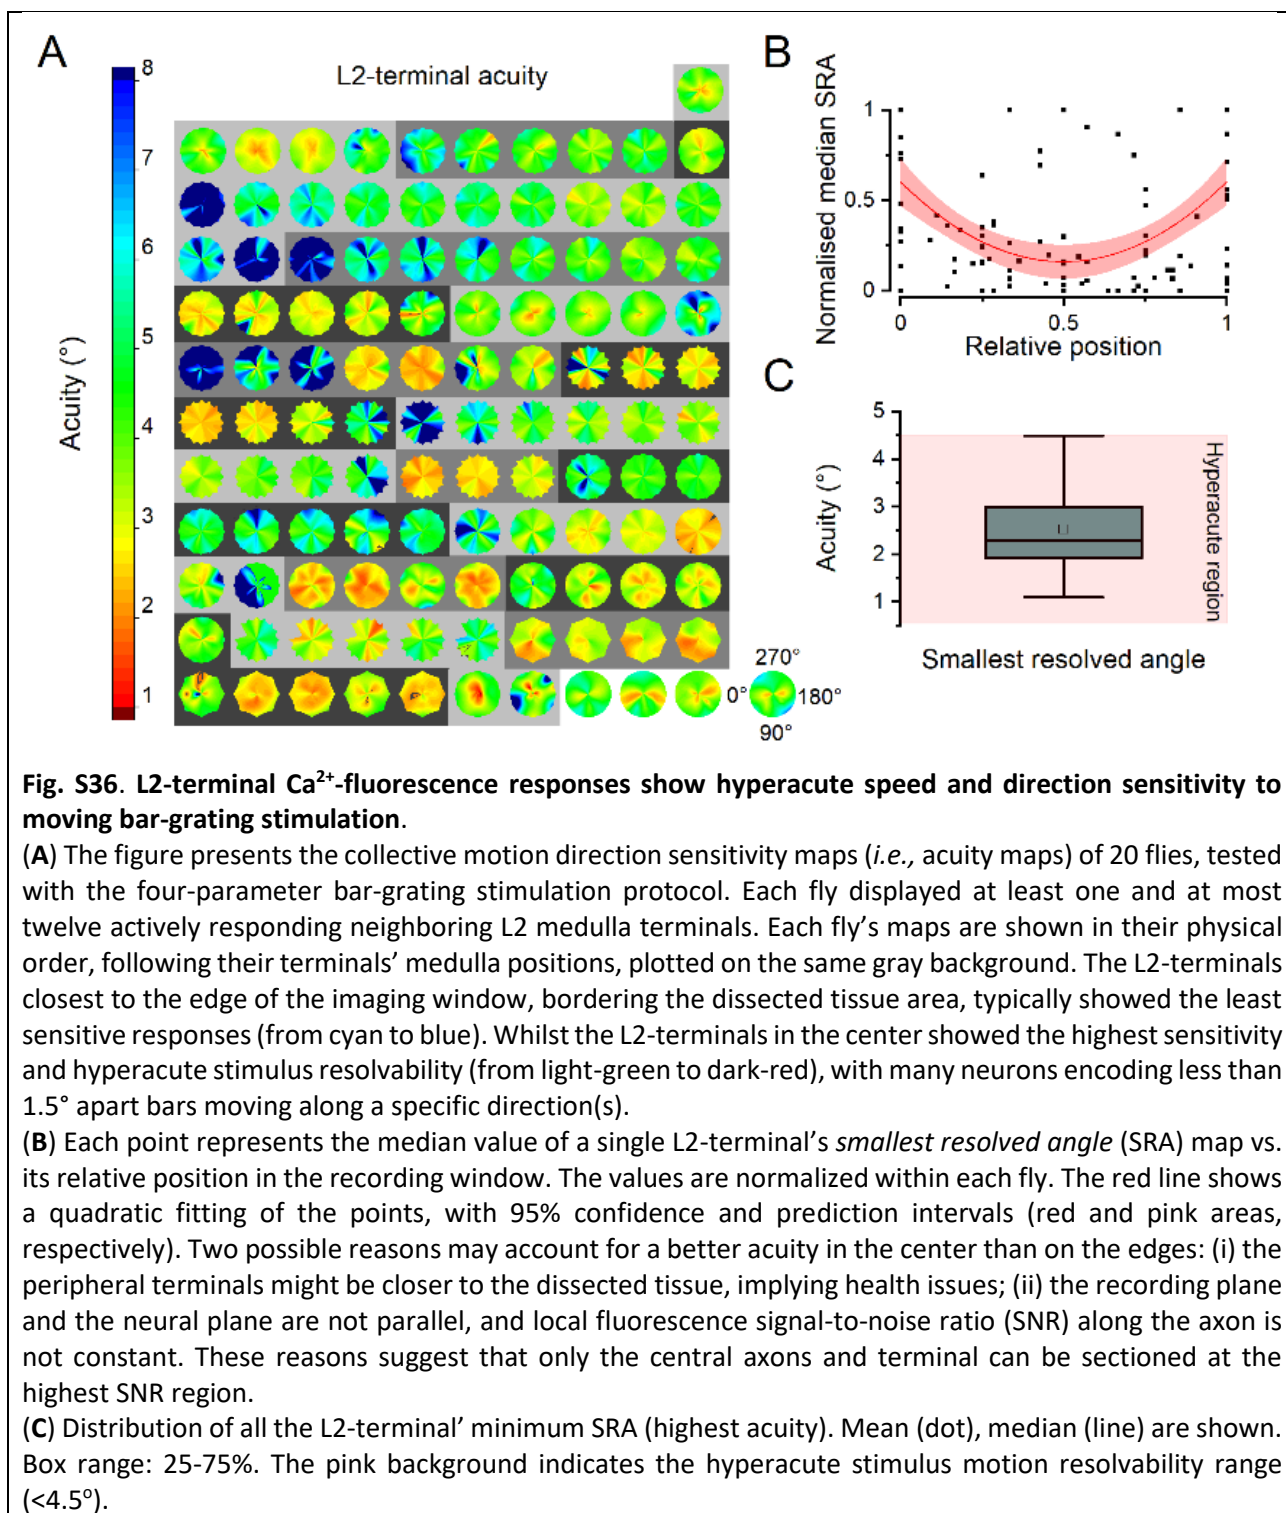 A
L2-terminal acuity
8
7
6
5
4
3
2
1
Acuity (°)
270°
0°
180°
90°
B
Normalised median SRA
1
0.5
0
0
0.5
1
Relative position
C
Acuity (°)
5
4
3
2
1
Hyperacute region
Smallest resolved angle
Fig. S36. L2-terminal Ca²⁺-fluorescence responses show hyperacute speed and direction sensitivity to
moving bar-grating stimulation.
(A) The figure presents the collective motion direction sensitivity maps (i.e., acuity maps) of 20 flies, tested
with the four-parameter bar-grating stimulation protocol. Each fly displayed at least one and at most
twelve actively responding neighboring L2 medulla terminals. Each fly's maps are shown in their physical
order, following their terminals' medulla positions, plotted on the same gray background. The L2-terminals
closest to the edge of the imaging window, bordering the dissected tissue area, typically showed the least
sensitive responses (from cyan to blue). Whilst the L2-terminals in the center showed the highest sensitivity
and hyperacute stimulus resolvability (from light-green to dark-red), with many neurons encoding less than
1.5° apart bars moving along a specific direction(s).
(B) Each point represents the median value of a single L2-terminal's smallest resolved angle (SRA) map vs.
its relative position in the recording window. The values are normalized within each fly. The red line shows
a quadratic fitting of the points, with 95% confidence and prediction intervals (red and pink areas,
respectively). Two possible reasons may account for a better acuity in the center than on the edges: (i) the
peripheral terminals might be closer to the dissected tissue, implying health issues; (ii) the recording plane
and the neural plane are not parallel, and local fluorescence signal-to-noise ratio (SNR) along the axon is
not constant. These reasons suggest that only the central axons and terminal can be sectioned at the
highest SNR region.
(C) Distribution of all the L2-terminal' minimum SRA (highest acuity). Mean (dot), median (line) are shown.
Box range: 25-75%. The pink background indicates the hyperacute stimulus motion resolvability range
(<4.5°).